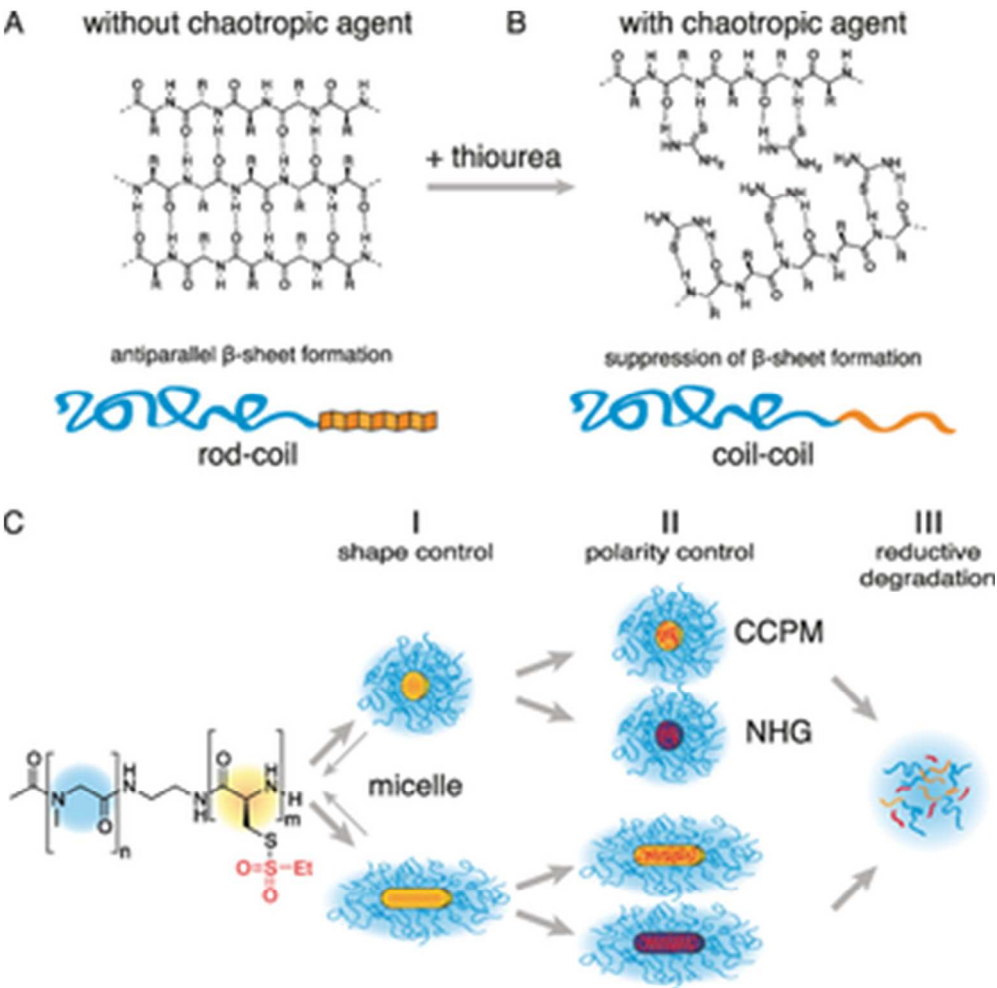 A without chaotropic agent
B with chaotropic agent
+ thiourea
antiparallel β-sheet formation
suppression of β-sheet formation
rod-coil
coil-coil
C
I
shape control
II
polarity control
III
reductive
degradation
CCPM
NHG
micelle
O
H
N
N
O
n
N
H
O
H
N
H
m
S
O=S–Et
O